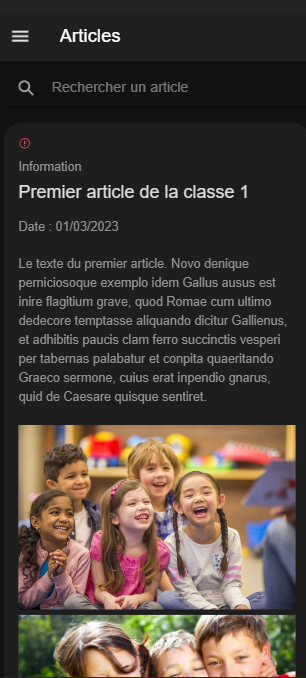 Articles
Rechercher un article
Information
Premier article de la classe 1
Date : 01/03/2023
Le texte du premier article. Novo denique
perniciosoque exemplo idem Gallus ausus est
inire flagitium grave, quod Romae cum ultimo
dedecore temptasse aliquando dicitur Gallienus,
et adhibitis paucis clam ferro succinctis vesperi
per tabernas palabatur et conpita quaeritando
Graeco sermone, cuius erat inpendio gnarus,
quid de Caesare quisque sentiret.